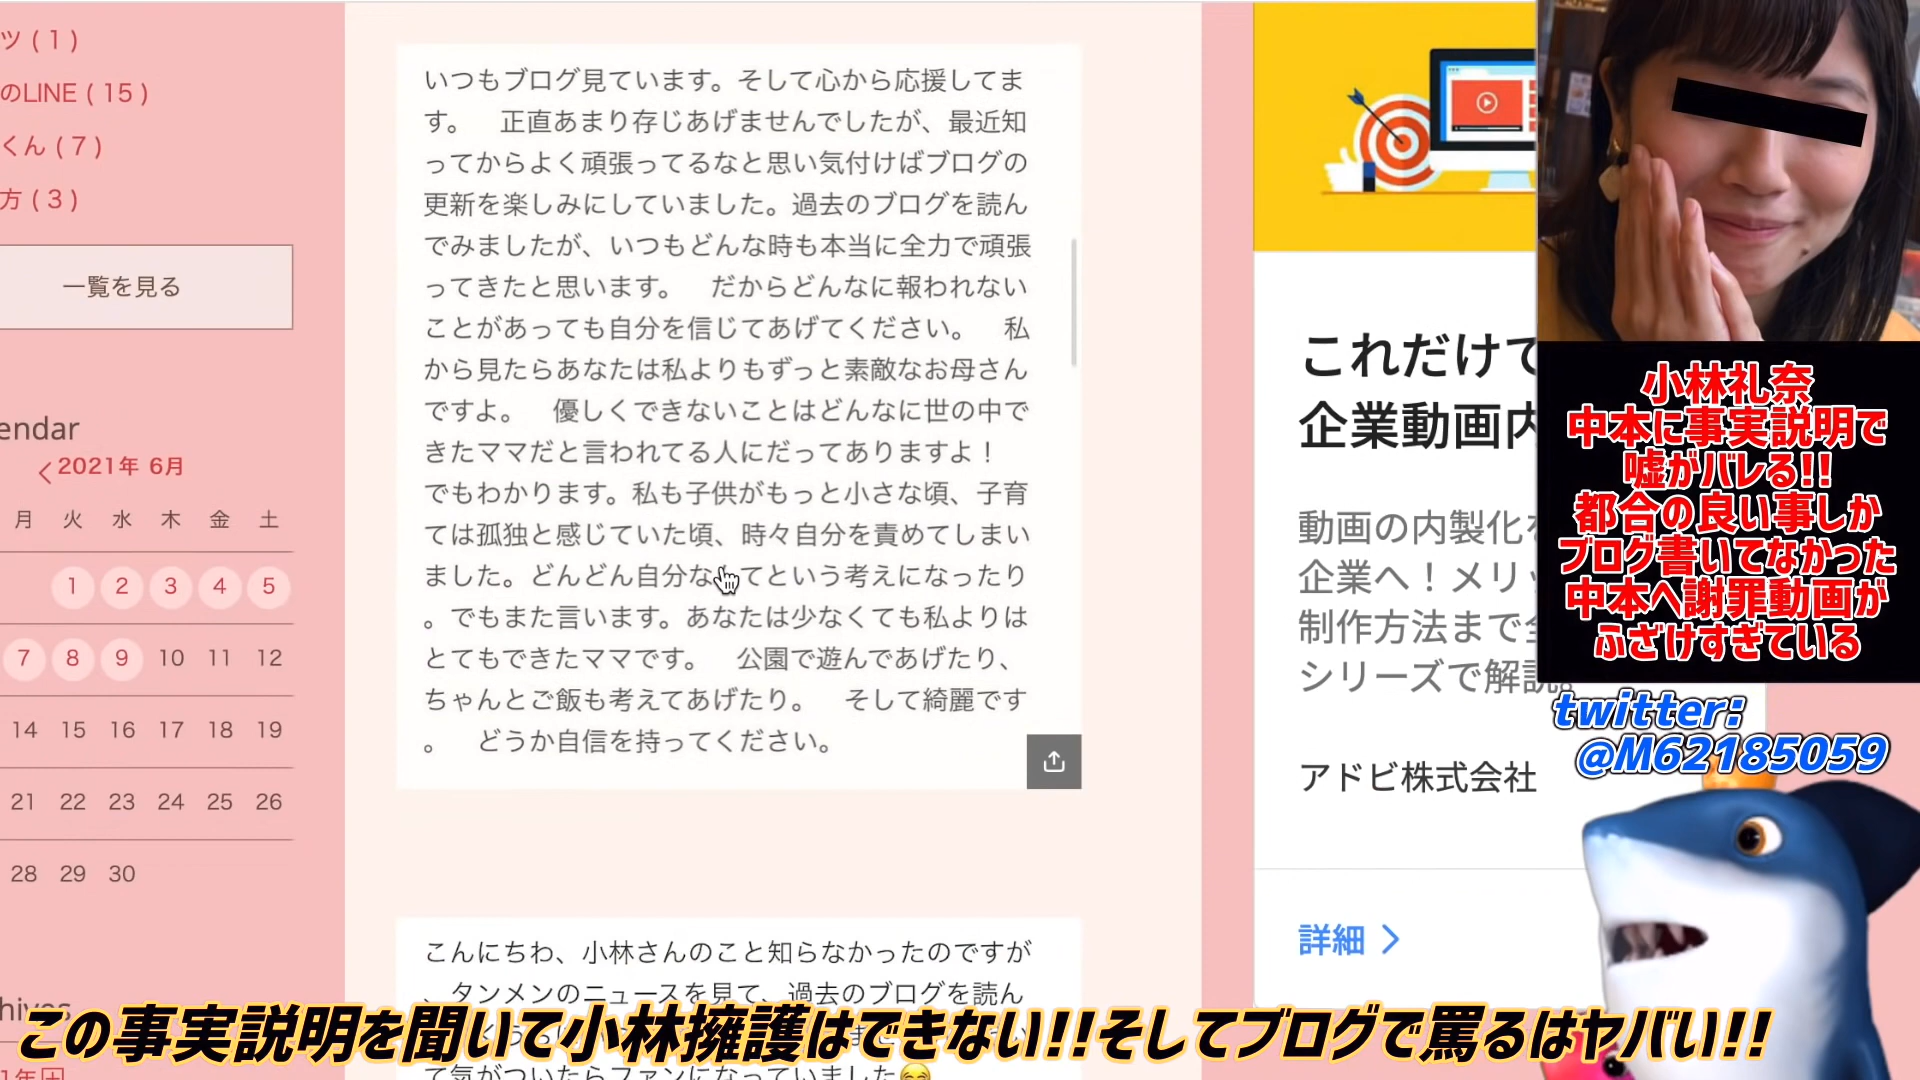 ツ ( 1 )
のLINE ( 15 )
くん ( 7 )
方 ( 3 )
一覧を見る
endar
2021年 6月
月 火 水 木 金 土
1 2 3 4 5
7 8 9 10 11 12
14 15 16 17 18 19
21 22 23 24 25 26
28 29 30
いつもブログ見ています。そして心から応援してま
す。　正直あまり存じあげませんでしたが、最近知
ってからよく頑張ってるなと思い気付けばブログの
更新を楽しみにしていました。過去のブログを読ん
でみましたが、いつもどんな時も本当に全力で頑張
ってきたと思います。　だからどんなに報われない
ことがあっても自分を信じてあげてください。　私
から見たらあなたは私よりもずっと素敵なお母さん
ですよ。　優しくできないことはどんなに世の中で
きたママだと言われてる人にだってありますよ！
でもわかります。私も子供がもっと小さな頃、子育
ては孤独と感じていた頃、時々自分を責めてしまい
ました。どんどん自分な てという考えになったり
。でもまた言います。あなたは少なくても私よりは
とてもできたママです。　公園で遊んであげたり、
ちゃんとご飯も考えてあげたり。　そして綺麗です
。　どうか自信を持ってください。
こんにちわ、小林さんのこと知らなかったのですが
、タンメンのニュースを見て、過去のブログを読ん
て気がついたらファンになっていました😊
これだけで
企業動画内
動画の内製化を
企業へ！メリッ
制作方法まで全
シリーズで解説。
アドビ株式会社
詳細
小林礼奈
中本に事実説明で
嘘がバレる!!
都合の良い事しか
ブログ書いてなかった
中本へ謝罪動画が
ふざけすぎている
twitter:
@M62185059
この事実説明を聞いて小林擁護はできない!!そしてブログで罵るはヤバい!!